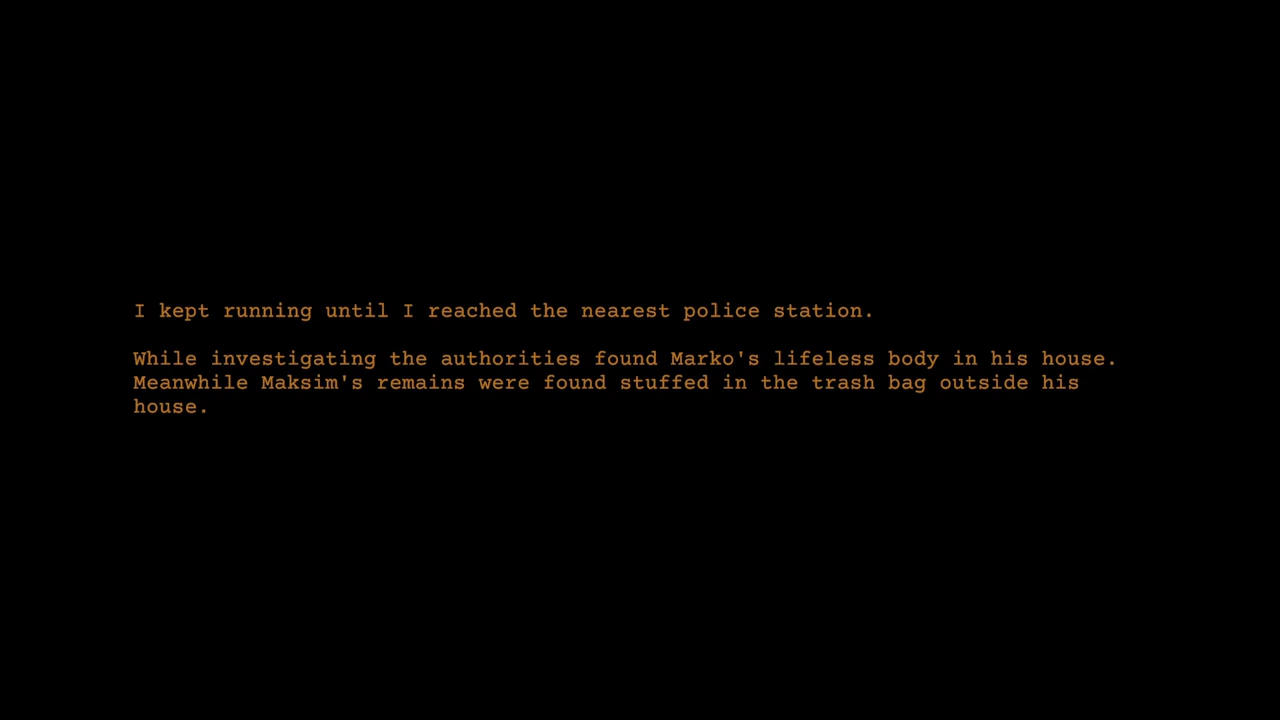 I kept running until I reached the nearest police station.
While investigating the authorities found Marko's lifeless body in his house.
Meanwhile Maksim's remains were found stuffed in the trash bag outside his
house.